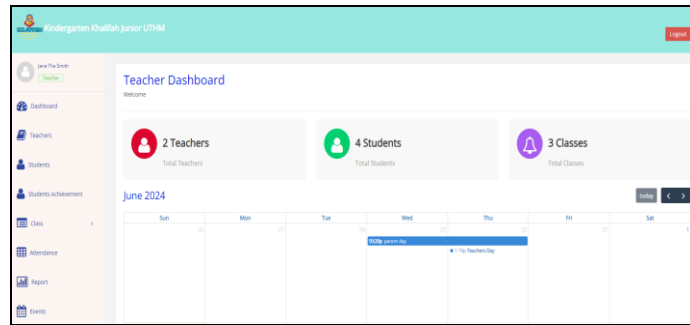 Kindergarten Khalifah Junior UTHM
Logout
Jane The Smith
Teacher
Dashboard
Teachers
Students
Students Achievement
Class
Attendance
Report
Events
Teacher Dashboard
Welcome
2 Teachers
Total Teachers
4 Students
Total Students
3 Classes
Total Classes
June 2024
today
Sun Mon Tue Wed Thu Fri Sat
26 27 28 29 30 31 1
10:20p parent day
1:15p Teachers Day